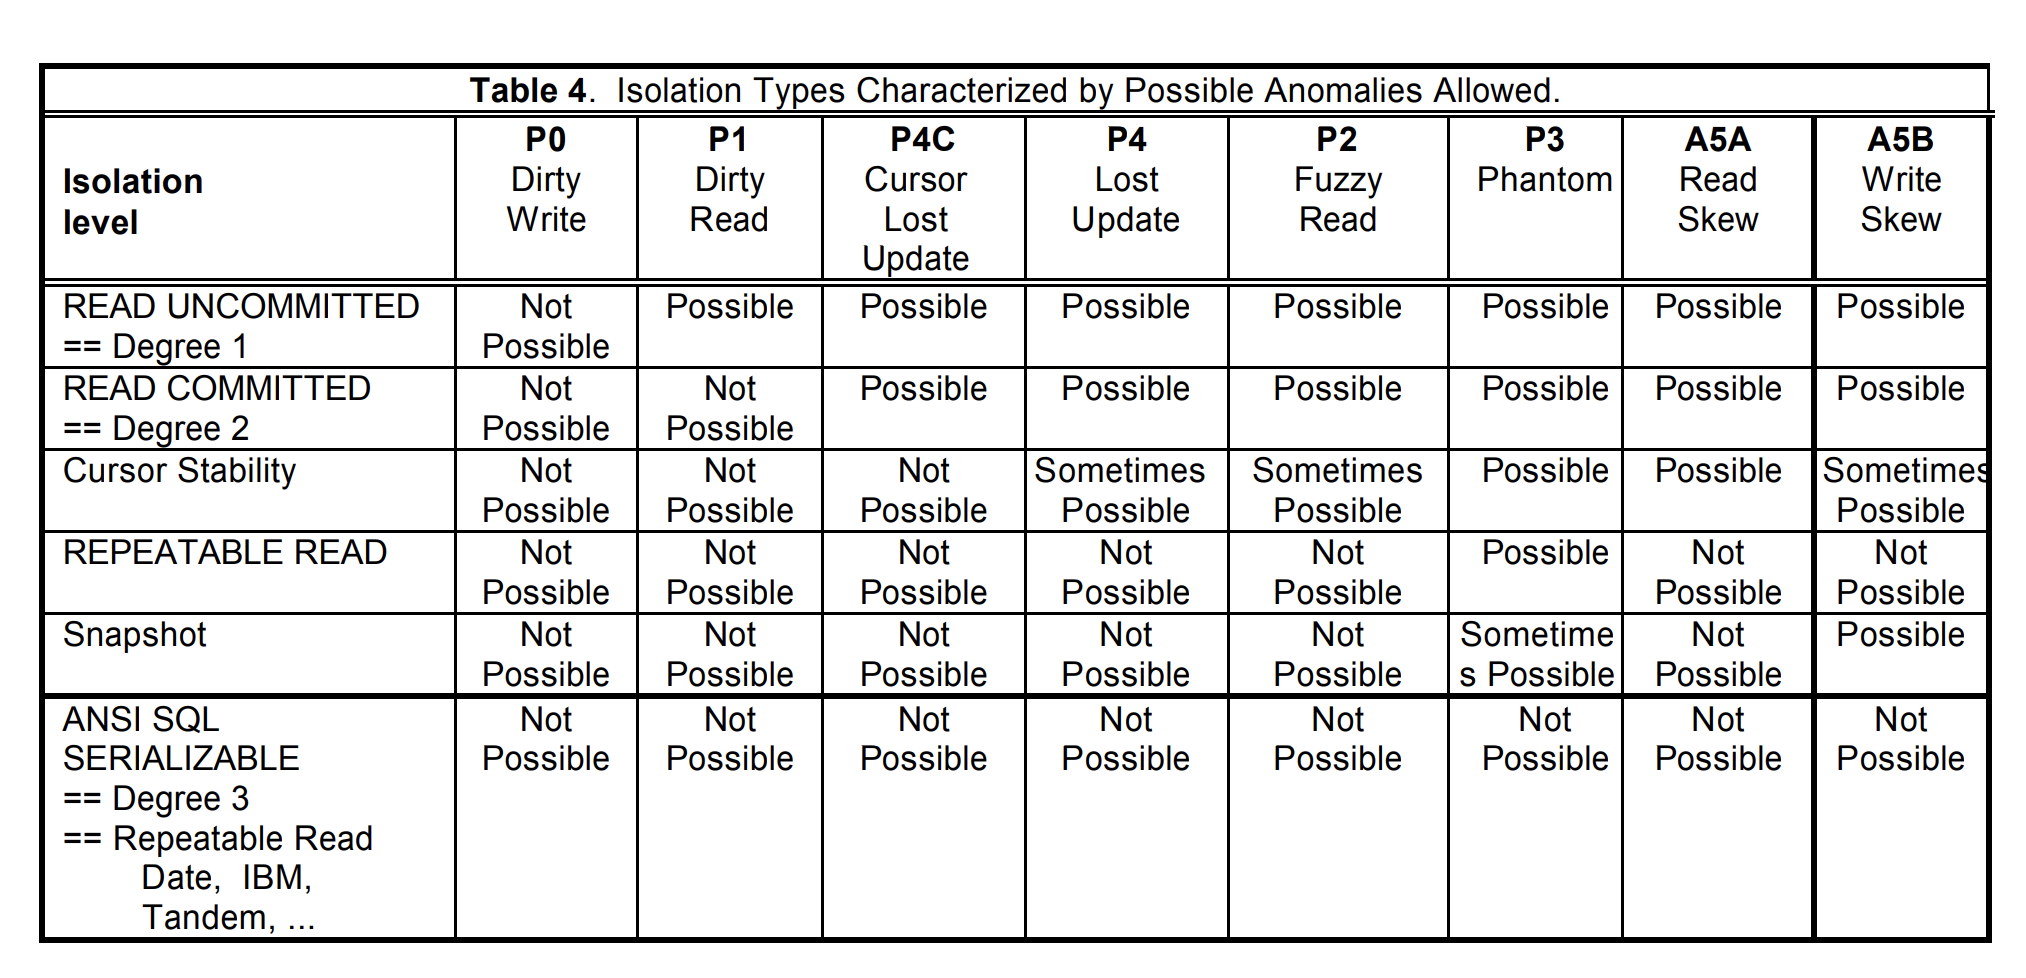 Table 4.  Isolation Types Characterized by Possible Anomalies Allowed.
Isolation level
P0 Dirty Write
P1 Dirty Read
P4C Cursor Lost Update
P4 Lost Update
P2 Fuzzy Read
P3 Phantom
A5A Read Skew
A5B Write Skew
READ UNCOMMITTED == Degree 1
Not Possible
Possible
Possible
Possible
Possible
Possible
Possible
Possible
READ COMMITTED == Degree 2
Not Possible
Not Possible
Possible
Possible
Possible
Possible
Possible
Possible
Cursor Stability
Not Possible
Not Possible
Not Possible
Sometimes Possible
Sometimes Possible
Possible
Possible
Sometimes Possible
REPEATABLE READ
Not Possible
Not Possible
Not Possible
Not Possible
Not Possible
Possible
Not Possible
Not Possible
Snapshot
Not Possible
Not Possible
Not Possible
Not Possible
Not Possible
Sometime s Possible
Not Possible
Possible
ANSI SQL
SERIALIZABLE
== Degree 3
== Repeatable Read
Date,  IBM,
Tandem, ...
Not Possible
Not Possible
Not Possible
Not Possible
Not Possible
Not Possible
Not Possible
Not Possible